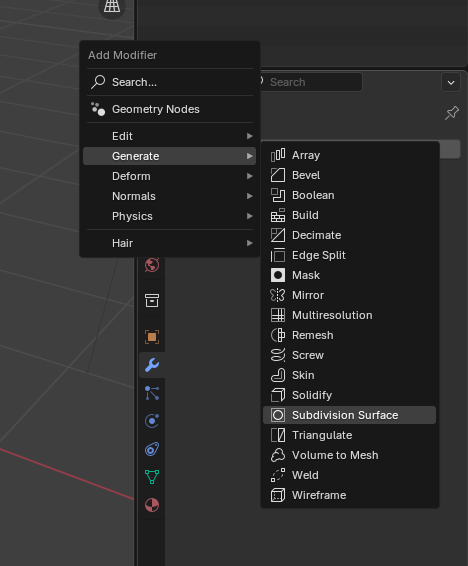 Add Modifier
Search...
Geometry Nodes
Edit
Generate
Deform
Normals
Physics
Hair
Search
Array
Bevel
Boolean
Build
Decimate
Edge Split
Mask
Mirror
Multiresolution
Remesh
Screw
Skin
Solidify
Subdivision Surface
Triangulate
Volume to Mesh
Weld
Wireframe